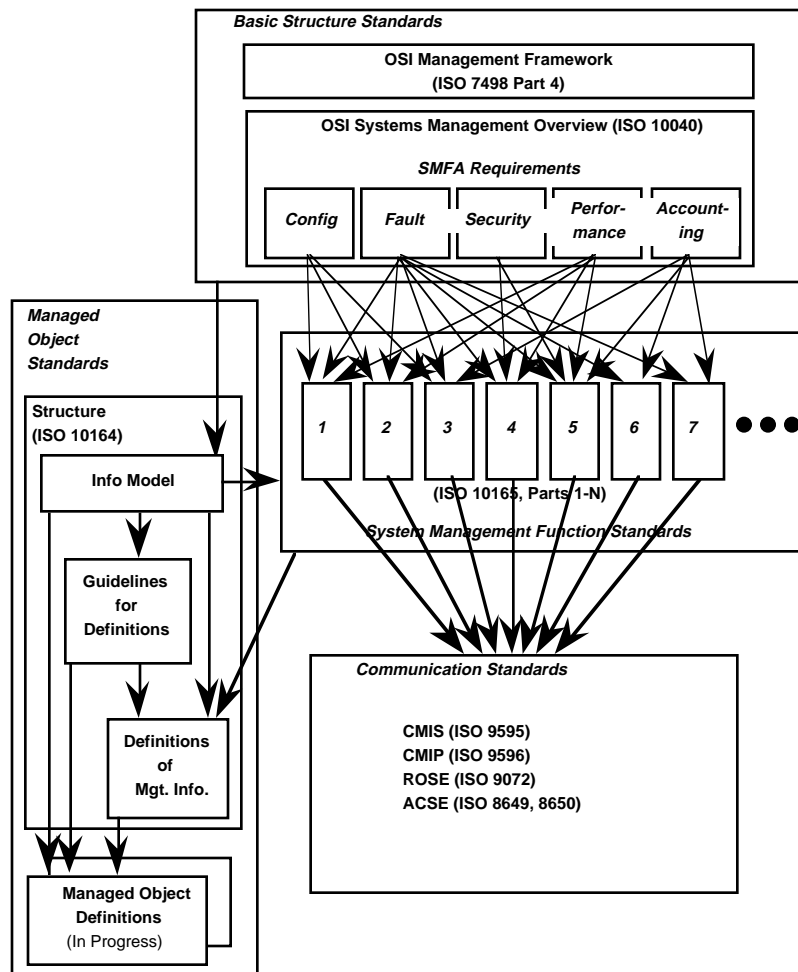 Basic Structure Standards
OSI Management Framework
(ISO 7498 Part 4)
OSI Systems Management Overview (ISO 10040)
SMFA Requirements
Config
Fault
Security
Perfor-
mance
Account-
ing
Managed
Object
Standards
Structure
(ISO 10164)
Info Model
Guidelines
for
Definitions
Definitions
of
Mgt. Info.
Managed Object
Definitions
(In Progress)
1
2
3
4
5
6
7
(ISO 10165, Parts 1-N)
System Management Function Standards
Communication Standards
CMIS (ISO 9595)
CMIP (ISO 9596)
ROSE (ISO 9072)
ACSE (ISO 8649, 8650)